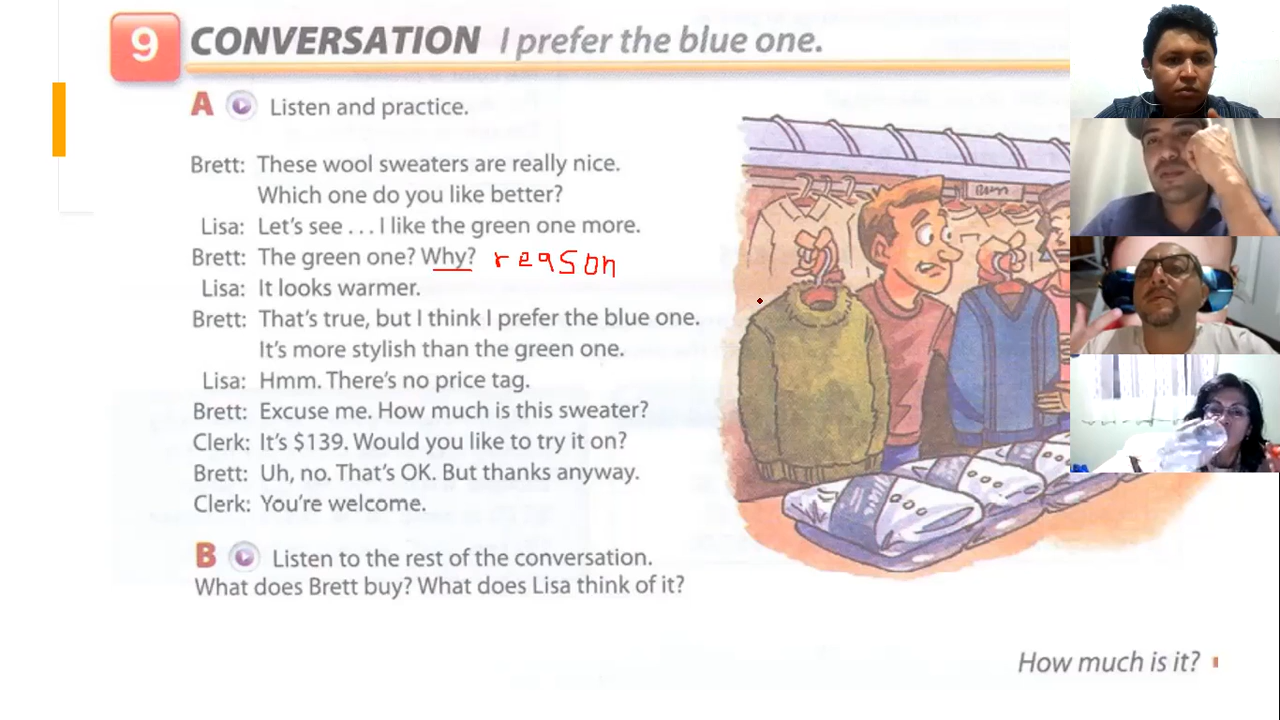 9 CONVERSATION I prefer the blue one.
A Listen and practice.
Brett: These wool sweaters are really nice.
Which one do you like better?
Lisa: Let's see . . . I like the green one more.
Brett: The green one? Why? reason
Lisa: It looks warmer.
Brett: That's true, but I think I prefer the blue one.
It's more stylish than the green one.
Lisa: Hmm. There's no price tag.
Brett: Excuse me. How much is this sweater?
Clerk: It's $139. Would you like to try it on?
Brett: Uh, no. That's OK. But thanks anyway.
Clerk: You're welcome.
B Listen to the rest of the conversation.
What does Brett buy? What does Lisa think of it?
How much is it?